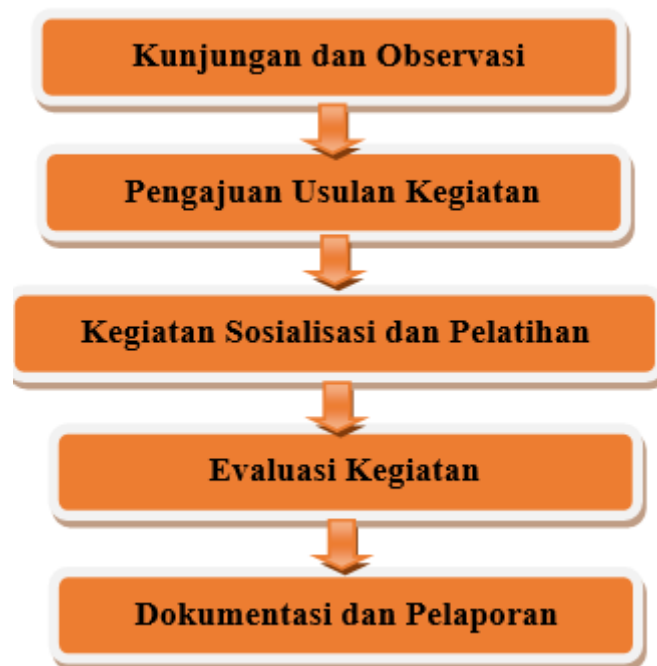 Kunjungan dan Observasi
Pengajuan Usulan Kegiatan
Kegiatan Sosialisasi dan Pelatihan
Evaluasi Kegiatan
Dokumentasi dan Pelaporan